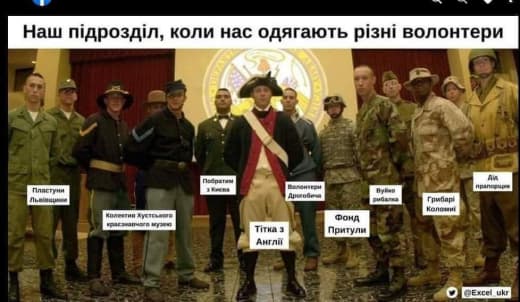 Наш підрозділ, коли нас одягають різні волонтери
Пластуни
Львівщини
Колектив Хустського
краєзнавчого музею
Побратим
з Києва
Тітка з
Англії
Волонтери
Дрогобича
Фонд
Притули
Вуйко
рибалка
Грибарі
Коломиї
Дід
прапорщик
@Excel_ukr